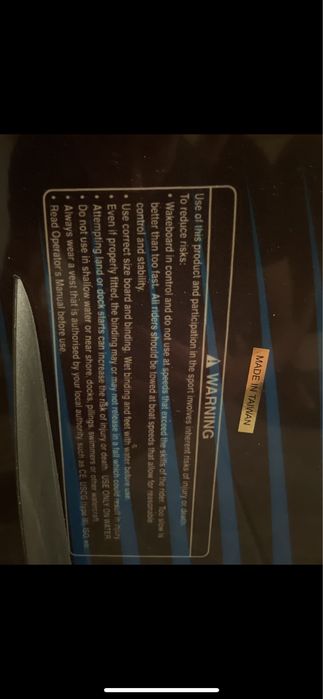 MADE IN TAIWAN
WARNING
Use of this product and participation in the sport involves inherent risks of injury or death.
To reduce risks:
• Wakeboard in control and do not use at speeds that exceed the skills of the rider. Too slow is
better than too fast. All riders should be towed at boat speeds that allow for reasonable
control and stability.
• Use correct size board and binding. Wet binding and feet with water before use.
• Even if properly fitted, the binding may or may not release in a fall which could result in injury.
• Attempting land or dock starts can increase the risk of injury or death. USE ONLY ON WATER
• Do not use in shallow water or near shore, docks, pilings, swimmers or other watercraft.
• Always wear a vest that is authorised by your local authority, such as CE, USCG
• Read Operator's Manual before use.